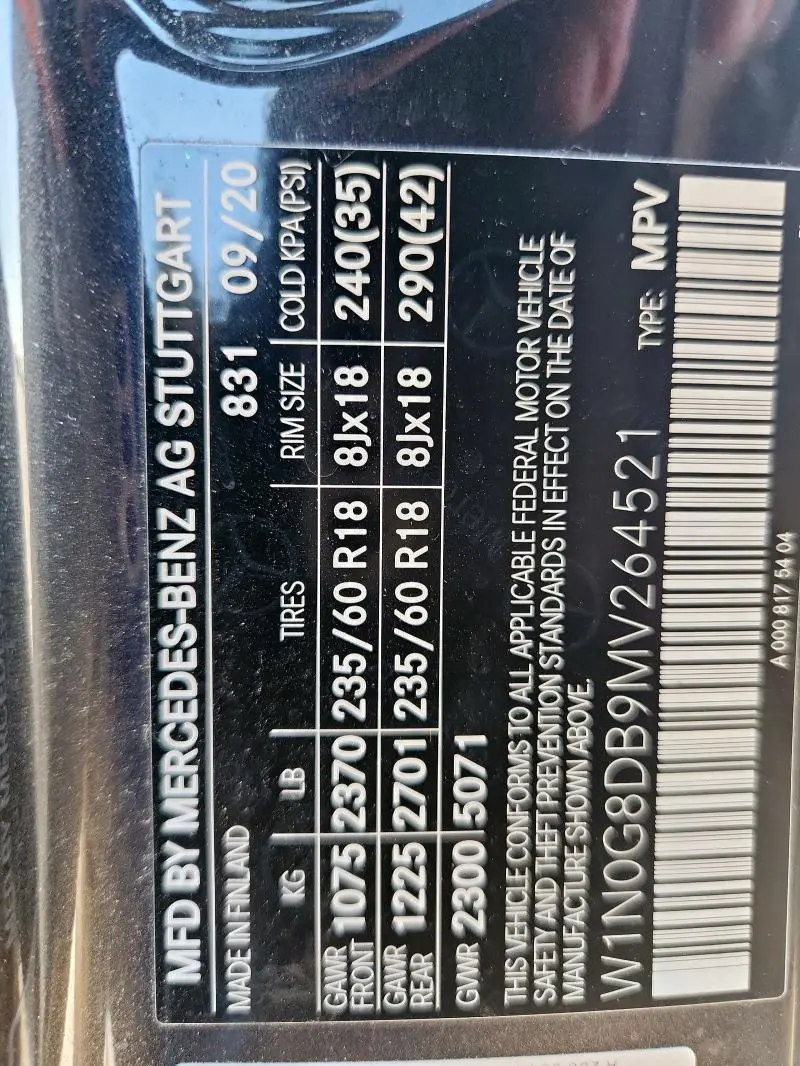 MFD BY MERCEDES-BENZ AG STUTTGART
MADE IN FINLAND 831 09/20
KG LB TIRES RIM SIZE COLD KPA(PSI)
GAWR FRONT 1075 2370 235/60 R18 8Jx18 240(35)
GAWR REAR 1225 2701 235/60 R18 8Jx18 290(42)
GVWR 2300 5071
THIS VEHICLE CONFORMS TO ALL APPLICABLE FEDERAL MOTOR VEHICLE
SAFETY AND THEFT PREVENTION STANDARDS IN EFFECT ON THE DATE OF
MANUFACTURE SHOWN ABOVE.
W1N0G8DB9MV264521 TYPE: MPV
A 000 817 54 04